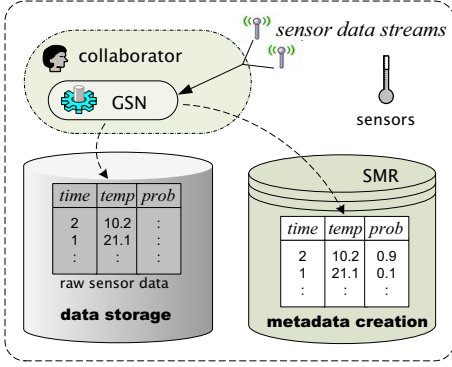 sensor data streams
collaborator
GSN
sensors
SMR
time temp prob
2 10.2 :
1 21.1 :
: : :
raw sensor data
data storage
time temp prob
2 10.2 0.9
1 21.1 0.1
: : :
metadata creation